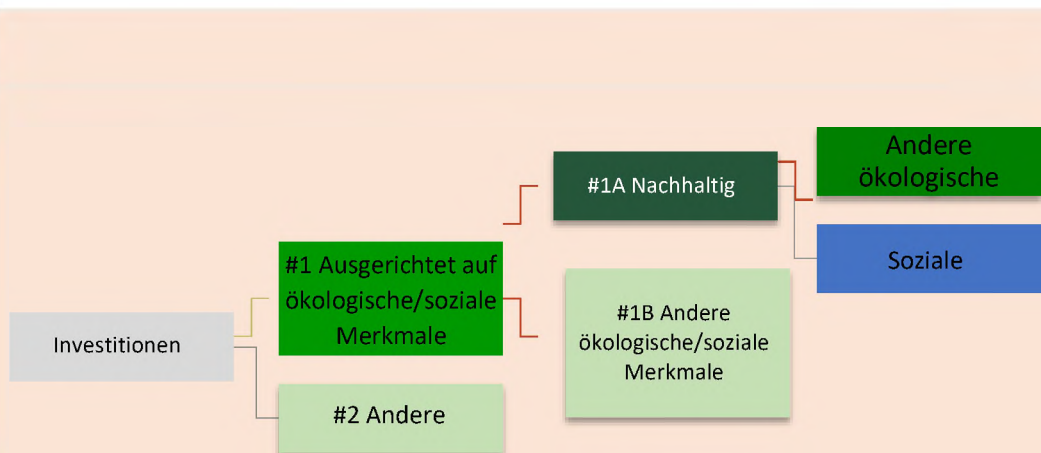 Andere
ökologische
#1A Nachhaltig
Soziale
#1 Ausgerichtet auf
ökologische/soziale
Merkmale
#1B Andere
ökologische/soziale
Merkmale
Investitionen
#2 Andere